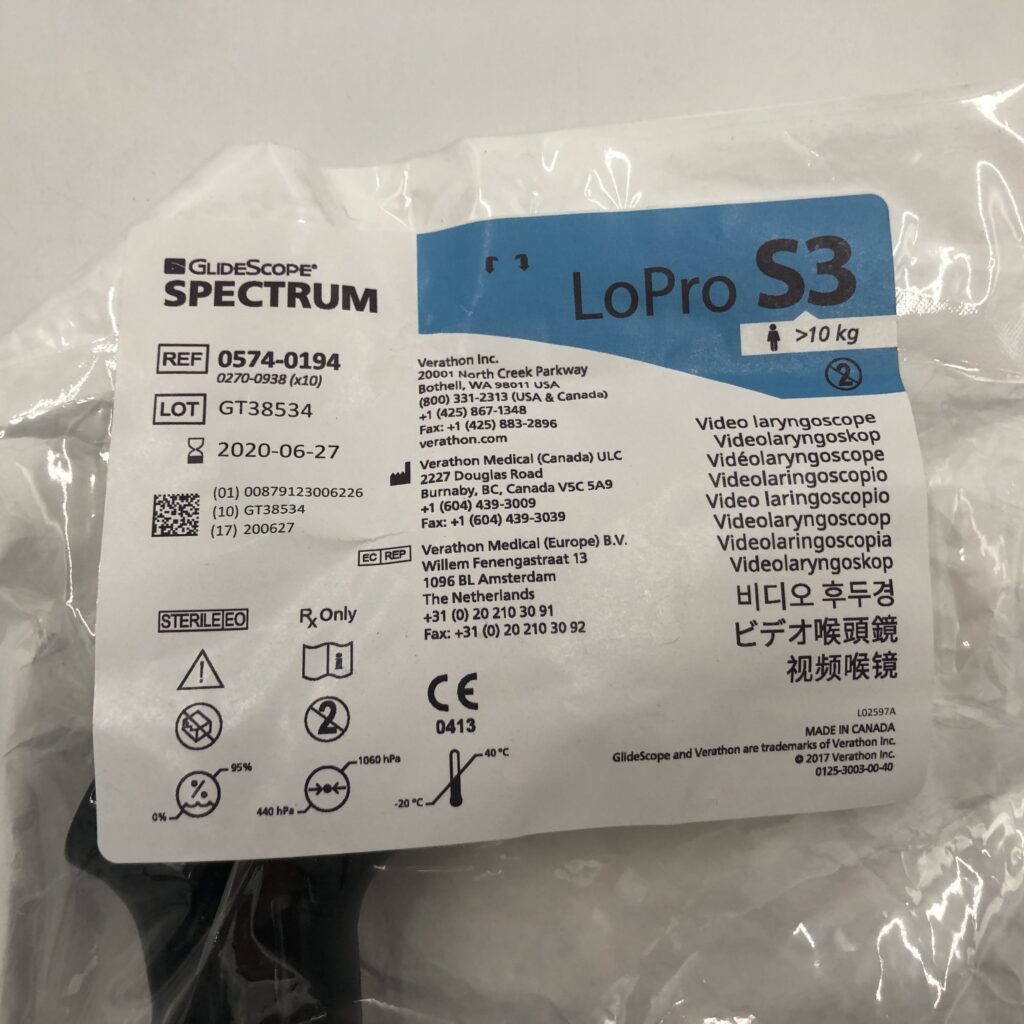 GLIDESCOPE®
SPECTRUM
LoPro S3
>10 kg
2
REF 0574-0194
0270-0938 (x10)
LOT GT38534
2020-06-27
(01) 00879123006226
(10) GT38534
(17) 200627
Verathon Inc.
20001 North Creek Parkway
Bothell, WA 98011 USA
(800) 331-2313 (USA & Canada)
+1 (425) 867-1348
Fax: +1 (425) 883-2896
verathon.com
Verathon Medical (Canada) ULC
2227 Douglas Road
Burnaby, BC, Canada V5C 5A9
+1 (604) 439-3009
Fax: +1 (604) 439-3039
EC REP
Verathon Medical (Europe) B.V.
Willem Fenengastraat 13
1096 BL Amsterdam
The Netherlands
+31 (0) 20 210 30 91
Fax: +31 (0) 20 210 30 92
Video laryngoscope
Videolaryngoskop
Vidéolaryngoscope
Videolaringoscopio
Video laringoscopio
Videolaryngoscoop
Videolaringoscopia
Videolaryngoskop
비디오 후두경
ビデオ喉頭鏡
视频喉镜
STERILE EO
Rx Only
2
0% % 95%
440 hPa 1060 hPa
CE
0413
-20 °C 40 °C
L02597A
MADE IN CANADA
GlideScope and Verathon are trademarks of Verathon Inc.
© 2017 Verathon Inc.
0125-3003-00-40